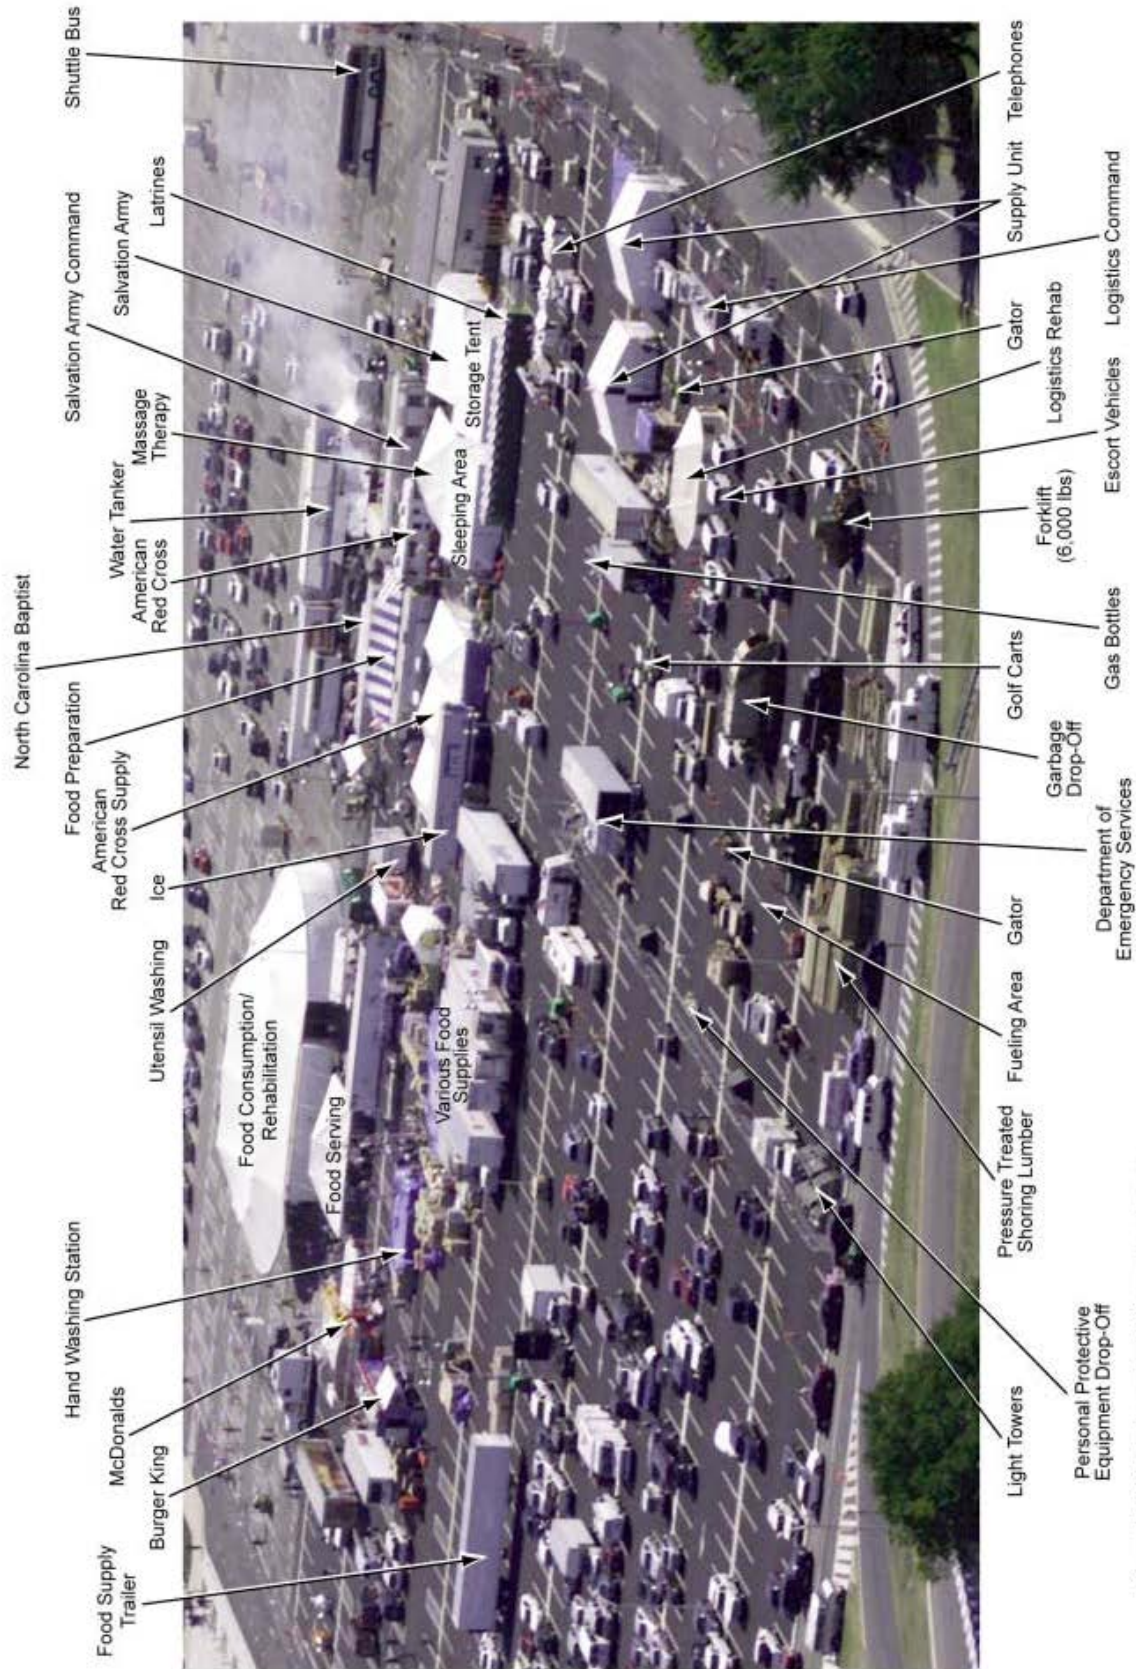 Food Supply
Trailer
Burger King
McDonalds
Hand Washing Station
Utensil Washing
Ice
American
Red Cross Supply
Food Preparation
North Carolina Baptist
American
Red Cross
Water Tanker
Massage
Therapy
Salvation Army Command
Salvation Army
Latrines
Shuttle Bus
Food Consumption/
Rehabilitation
Food Serving
Various Food
Supplies
Sleeping Area
Storage Tent
Light Towers
Personal Protective
Equipment Drop-Off
Pressure Treated
Shoring Lumber
Fueling Area
Gator
Department of
Emergency Services
Garbage
Drop-Off
Golf Carts
Gas Bottles
Forklift
(6,000 lbs)
Escort Vehicles
Logistics Rehab
Gator
Logistics Command
Supply Unit
Telephones